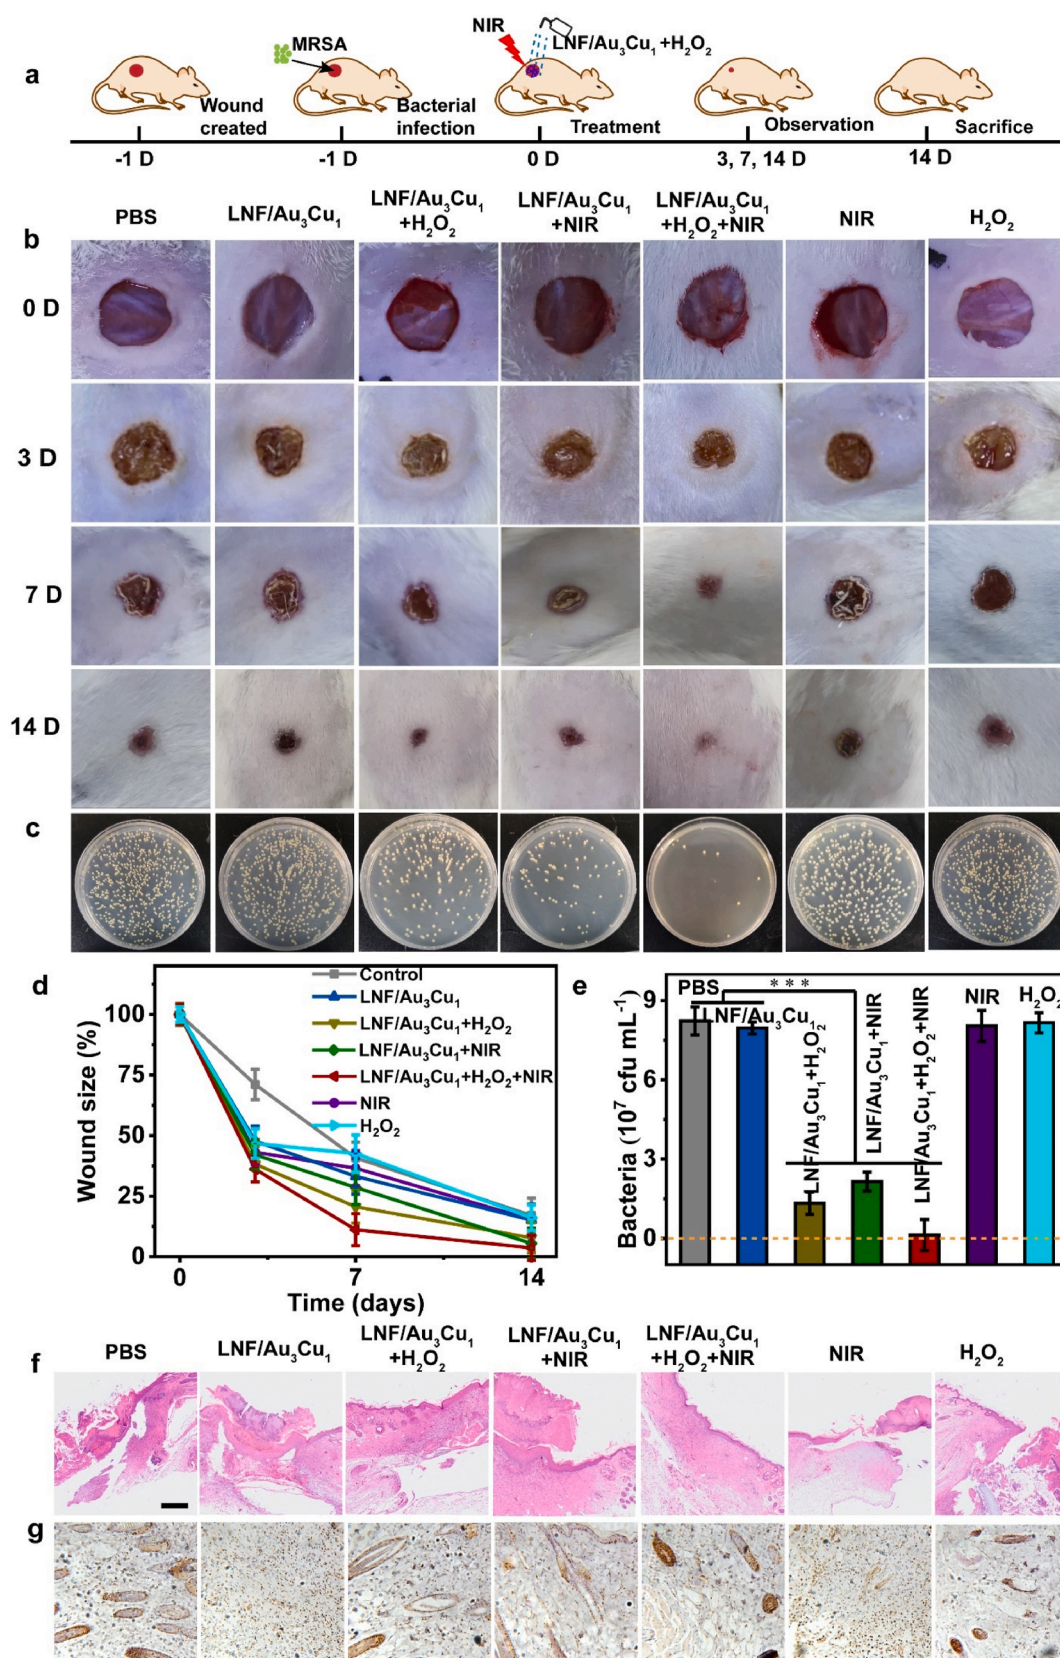 a
MRSA
NIR
LNF/Au₃Cu₁ +H₂O₂
Wound
created
Bacterial
infection
Treatment
Observation
Sacrifice
-1 D
-1 D
0 D
3, 7, 14 D
14 D
b
PBS
LNF/Au₃Cu₁
LNF/Au₃Cu₁
+H₂O₂
LNF/Au₃Cu₁
+NIR
LNF/Au₃Cu₁
+H₂O₂+NIR
NIR
H₂O₂
0 D
3 D
7 D
14 D
c
d
Wound size (%)
100
75
50
25
0
0
7
14
Time (days)
Control
LNF/Au₃Cu₁
LNF/Au₃Cu₁+H₂O₂
LNF/Au₃Cu₁+NIR
LNF/Au₃Cu₁+H₂O₂+NIR
NIR
H₂O₂
e
Bacteria (10⁷ cfu mL⁻¹)
9
6
3
0
PBS
LNF/Au₃Cu₁
LNF/Au₃Cu₁+H₂O₂
LNF/Au₃Cu₁+NIR
LNF/Au₃Cu₁+H₂O₂+NIR
NIR
H₂O₂
***
f
PBS
LNF/Au₃Cu₁
LNF/Au₃Cu₁
+H₂O₂
LNF/Au₃Cu₁
+NIR
LNF/Au₃Cu₁
+H₂O₂+NIR
NIR
H₂O₂
g